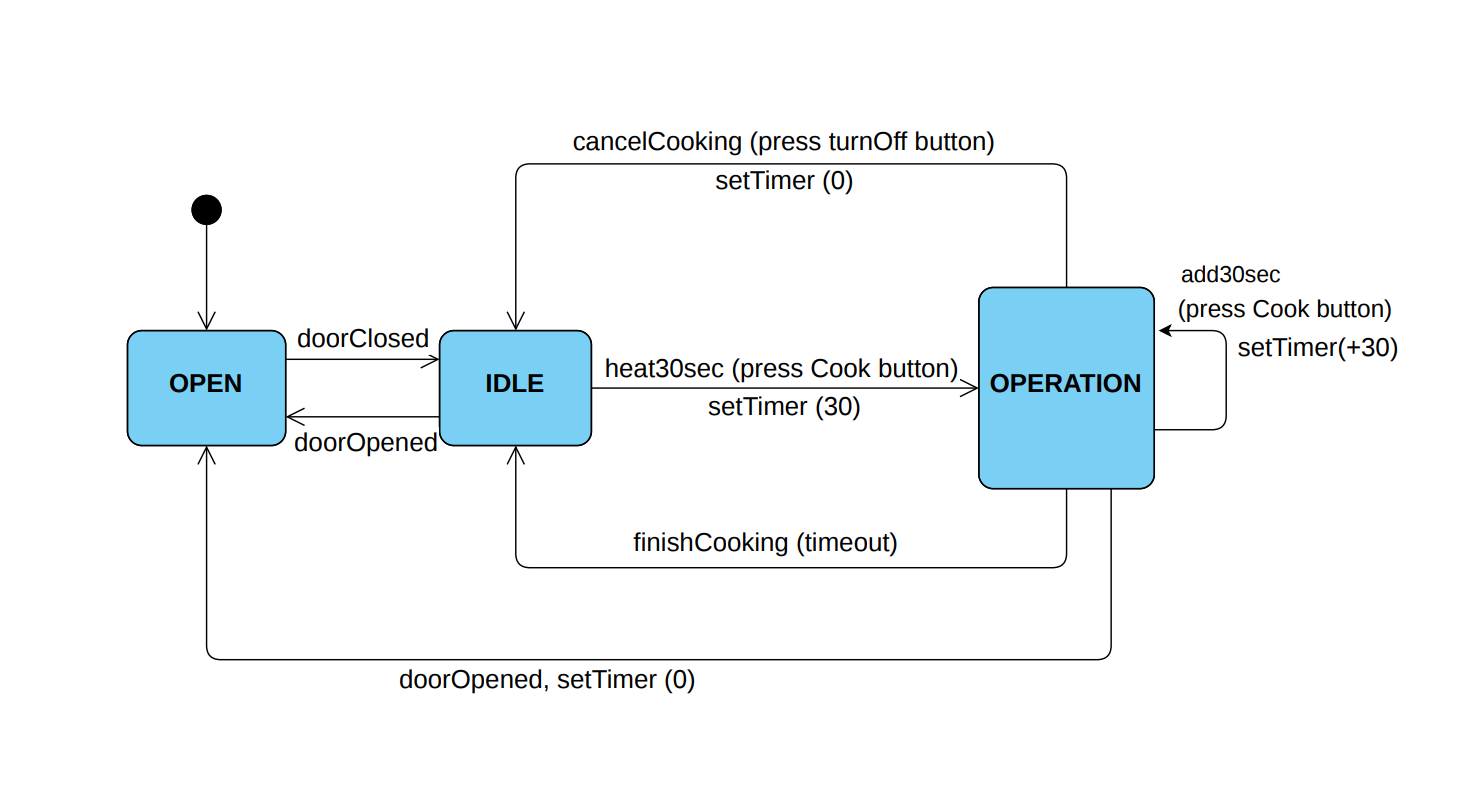 cancelCooking (press turnOff button)
setTimer (0)
add30sec
(press Cook button)
setTimer(+30)
doorClosed
OPEN
IDLE
heat30sec (press Cook button)
OPERATION
setTimer (30)
doorOpened
finishCooking (timeout)
doorOpened, setTimer (0)